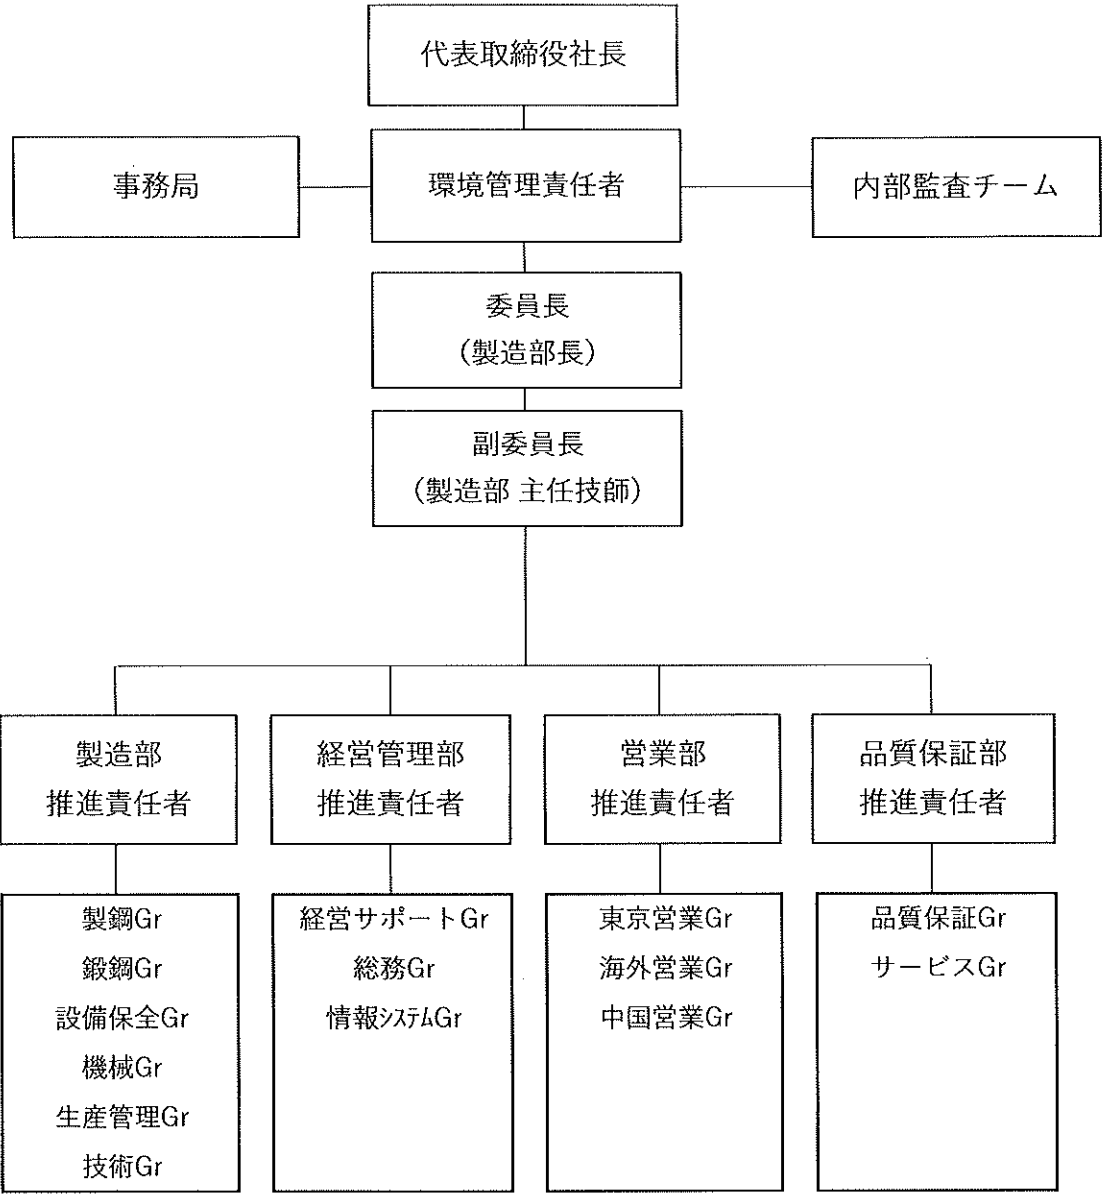 代表取締役社長
事務局
環境管理責任者
内部監査チーム
委員長
(製造部長)
副委員長
(製造部 主任技師)
製造部
推進責任者
経営管理部
推進責任者
営業部
推進責任者
品質保証部
推進責任者
製鋼Gr
鍛鋼Gr
設備保全Gr
機械Gr
生産管理Gr
技術Gr
経営サポートGr
総務Gr
情報ｼｽﾃﾑGr
東京営業Gr
海外営業Gr
中国営業Gr
品質保証Gr
サービスGr